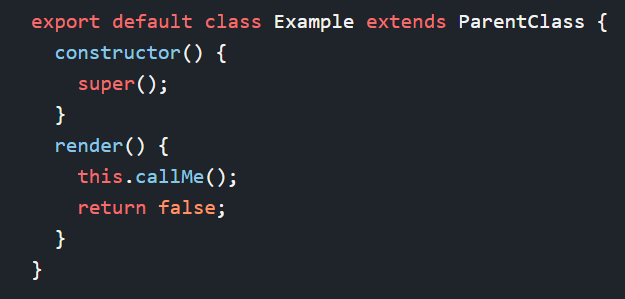 export default class Example extends ParentClass {
  constructor() {
    super();
  }
  render() {
    this.callMe();
    return false;
  }
}